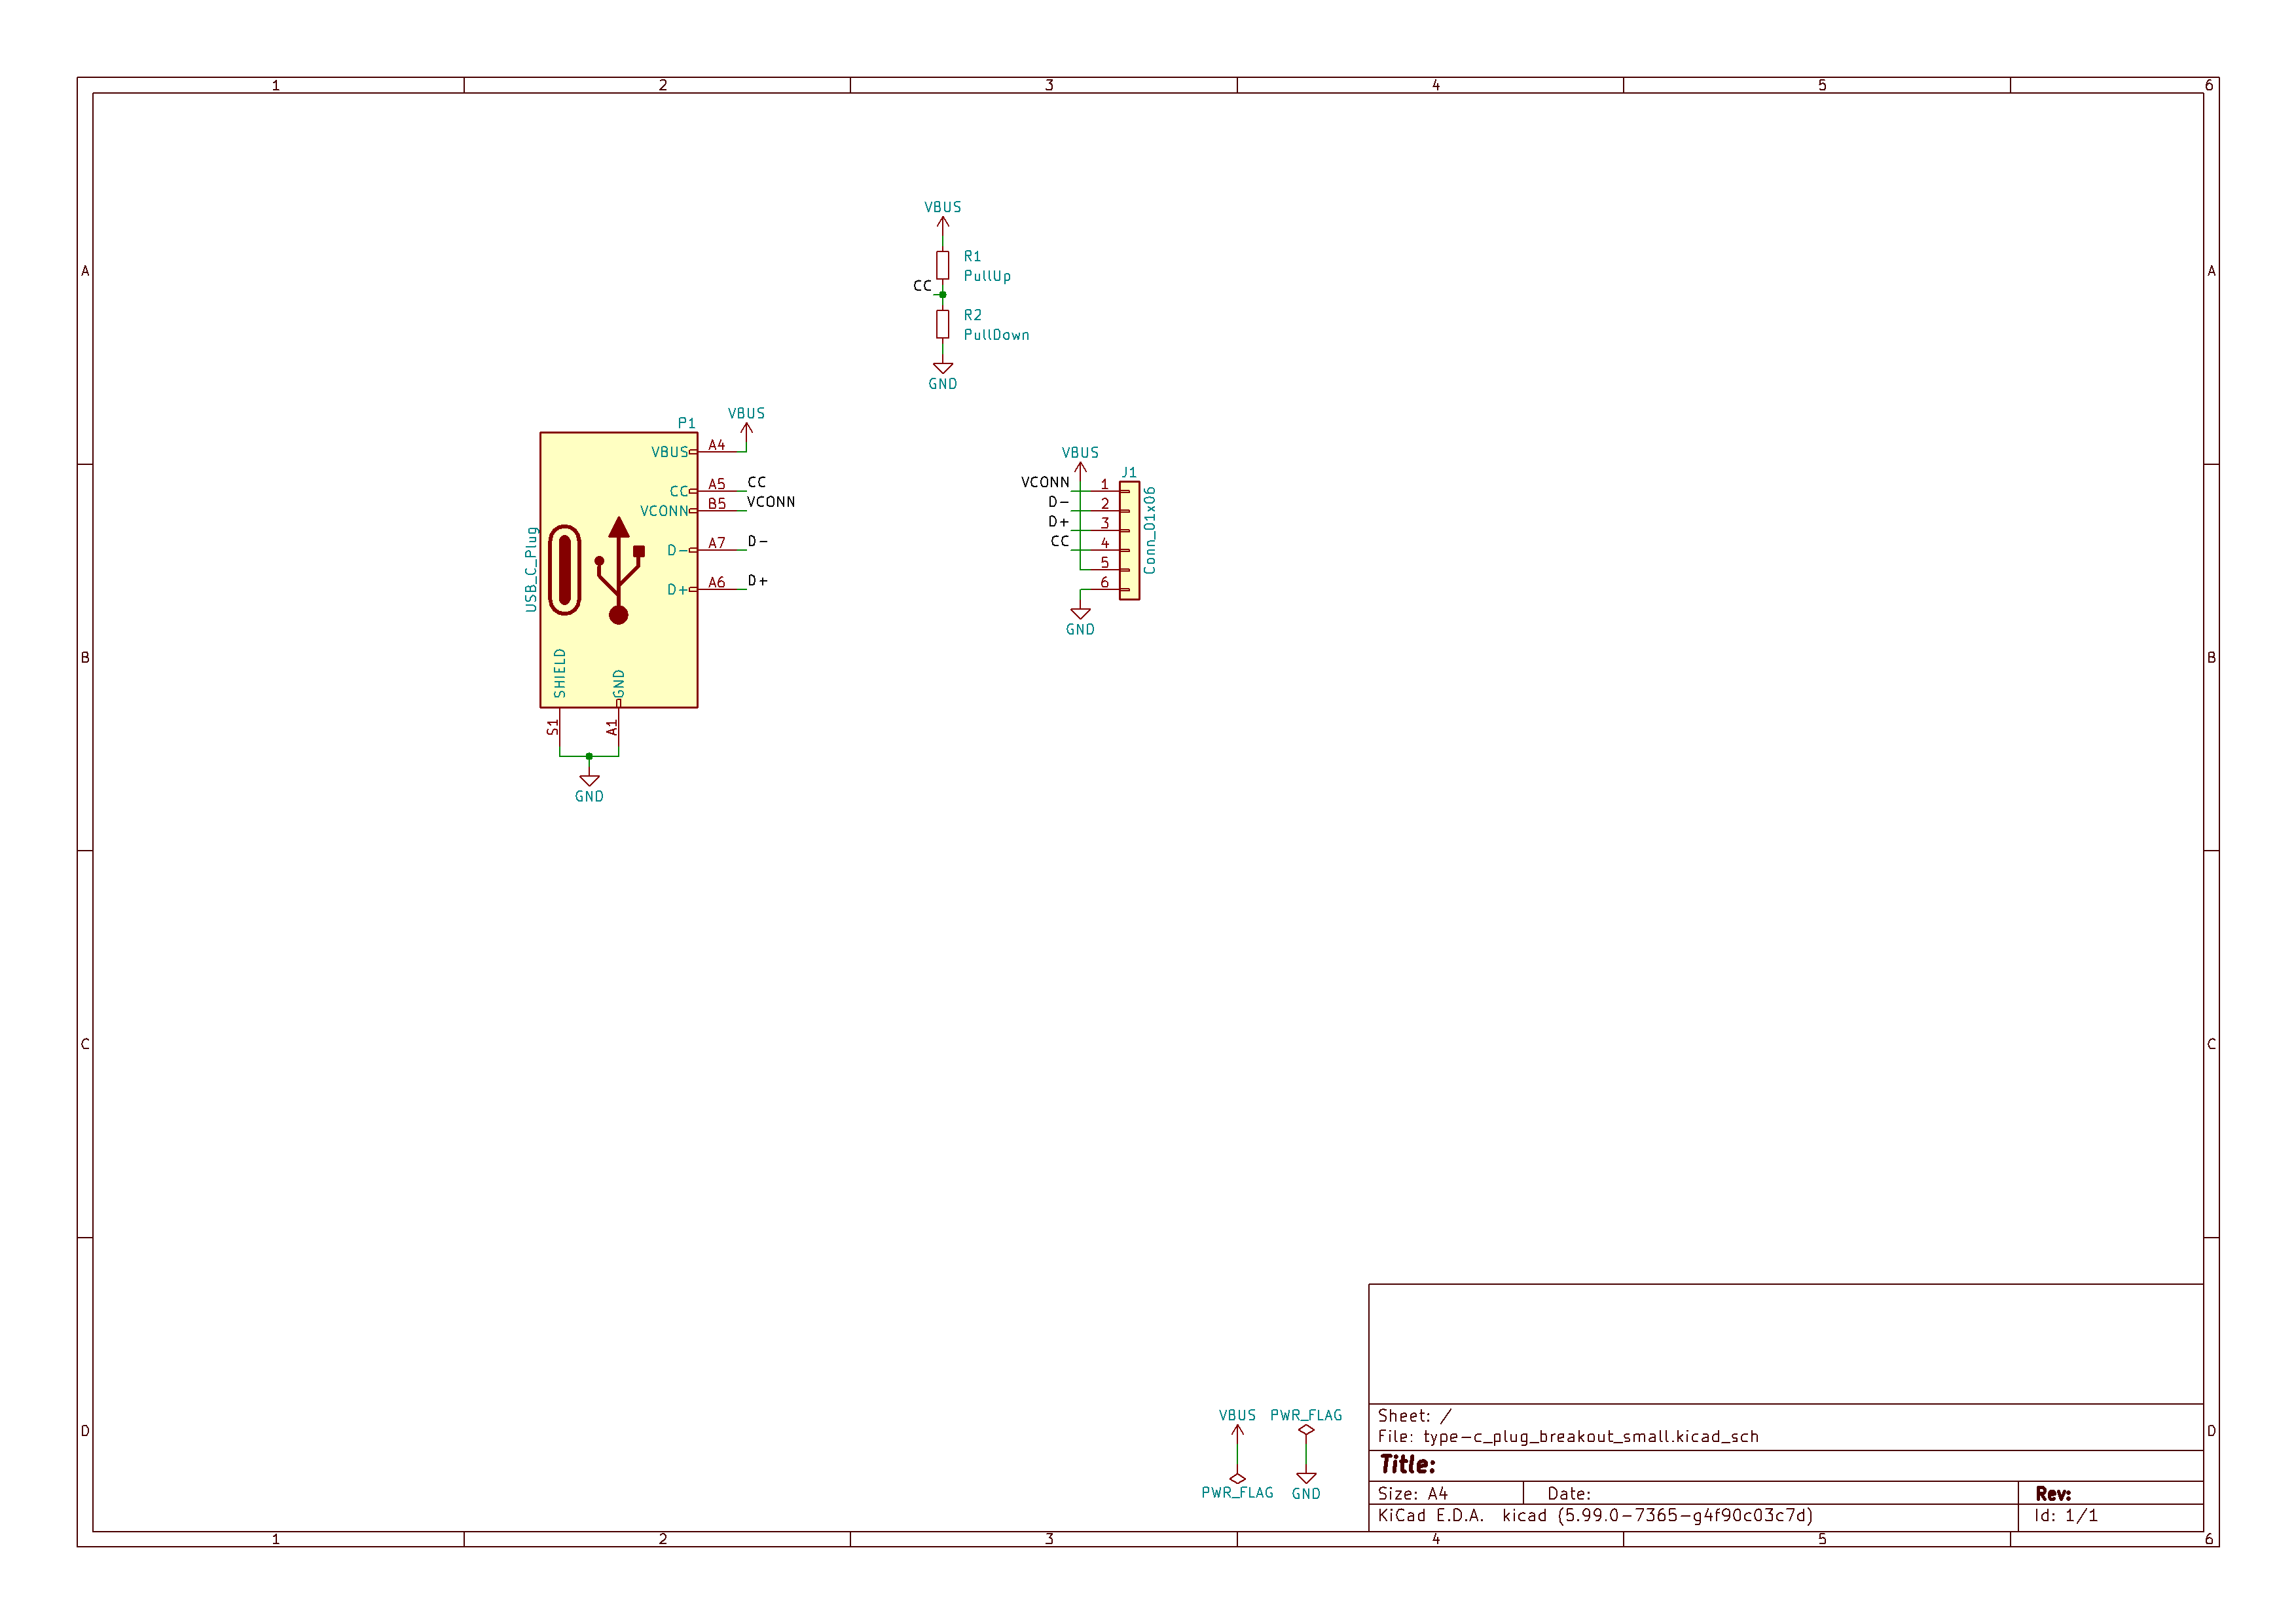 1 2 3 4 5 6
A A
B B
C C
D D
VBUS
R1
PullUp
CC
R2
PullDown
GND
P1
VBUS
VBUS A4
CC A5 CC
VCONN B5 VCONN
D- A7 D-
D+ A6 D+
USB_C_Plug
SHIELD
GND
S1
A1
GND
VBUS
J1
VCONN 1
D- 2
D+ 3
CC 4
5
6
Conn_01x06
GND
VBUS PWR_FLAG
PWR_FLAG GND
Sheet: /
File: type-c_plug_breakout_small.kicad_sch
Title:
Size: A4 Date: Rev:
KiCad E.D.A. kicad (5.99.0-7365-g4f90c03c7d) Id: 1/1
1 2 3 4 5 6